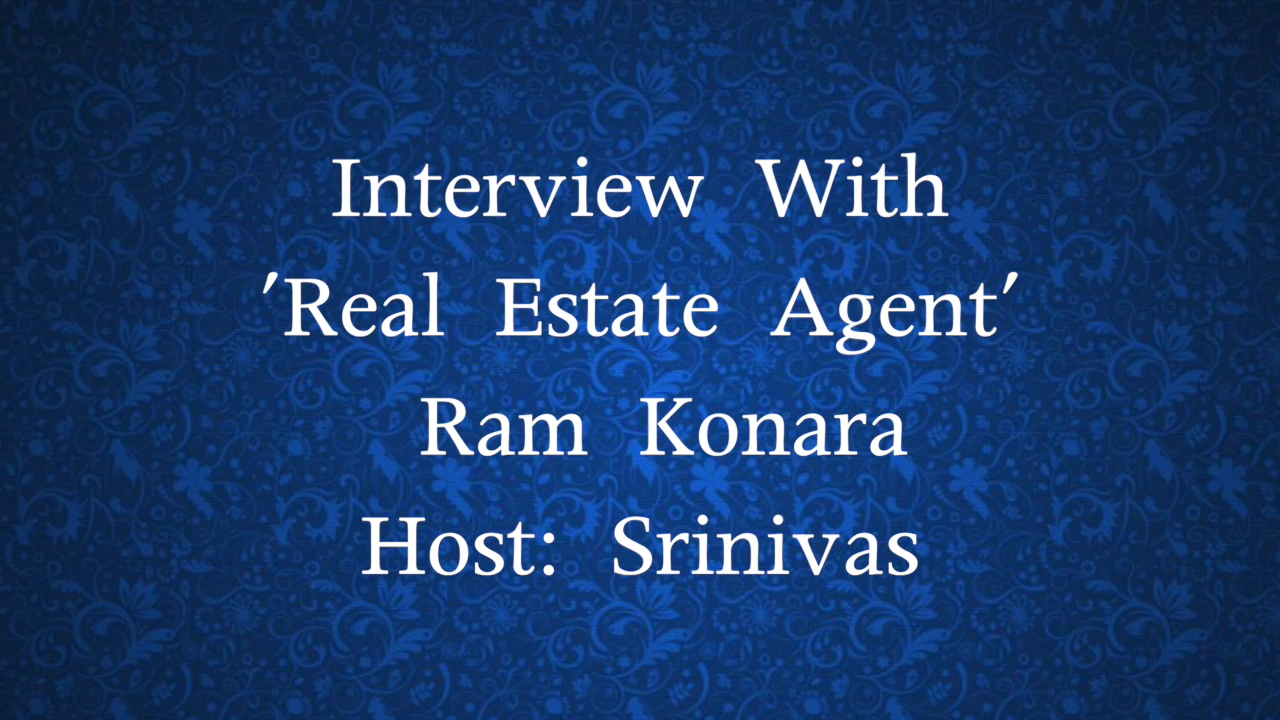 Interview With
'Real Estate Agent'
Ram Konara
Host: Srinivas